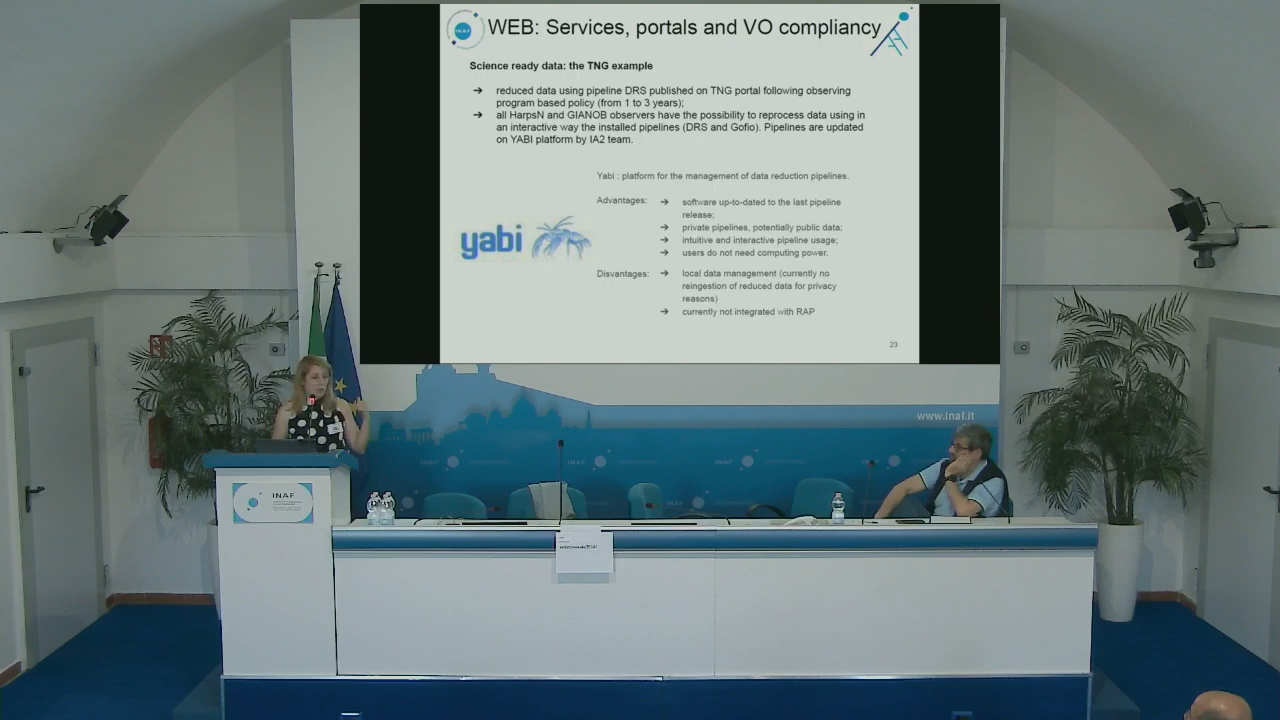 INAF
WEB: Services, portals and VO compliancy
Science ready data: the TNG example
➔ reduced data using pipeline DRS published on TNG portal following observing
program based policy (from 1 to 3 years);
➔ all HarpsN and GIANOB observers have the possibility to reprocess data using in
an interactive way the installed pipelines (DRS and Gofio). Pipelines are updated
on YABI platform by IA2 team.
Yabi : platform for the management of data reduction pipelines.
Advantages: ➔ software up-to-dated to the last pipeline
release;
➔ private pipelines, potentially public data;
➔ intuitive and interactive pipeline usage;
➔ users do not need computing power.
yabi
Disvantages: ➔ local data management (currently no
reingestion of reduced data for privacy
reasons)
➔ currently not integrated with RAP
23
www.inaf.it
INAF
INAF
INAF
INAF
INAF